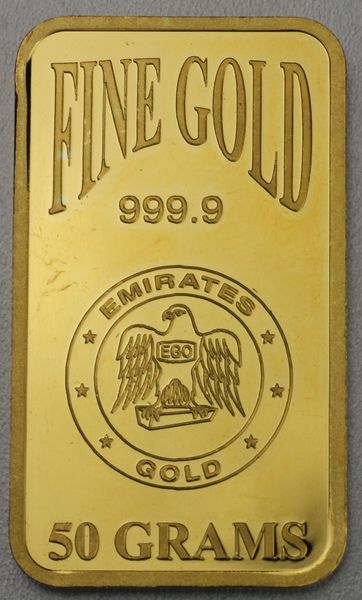 FINE GOLD
999.9
EMIRATES
EGO
GOLD
50 GRAMS